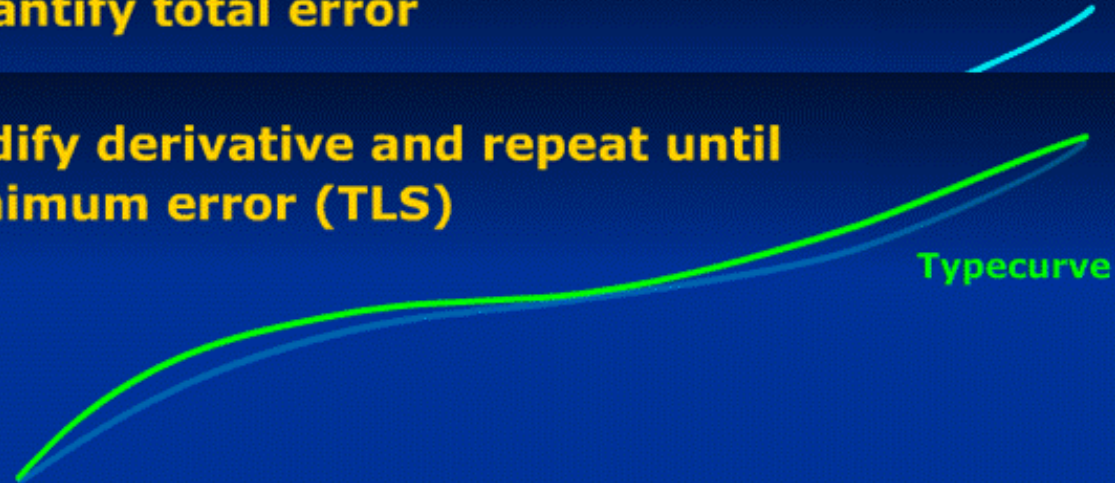 antify total error
dify derivative and repeat until
nimum error (TLS)
Typecurve